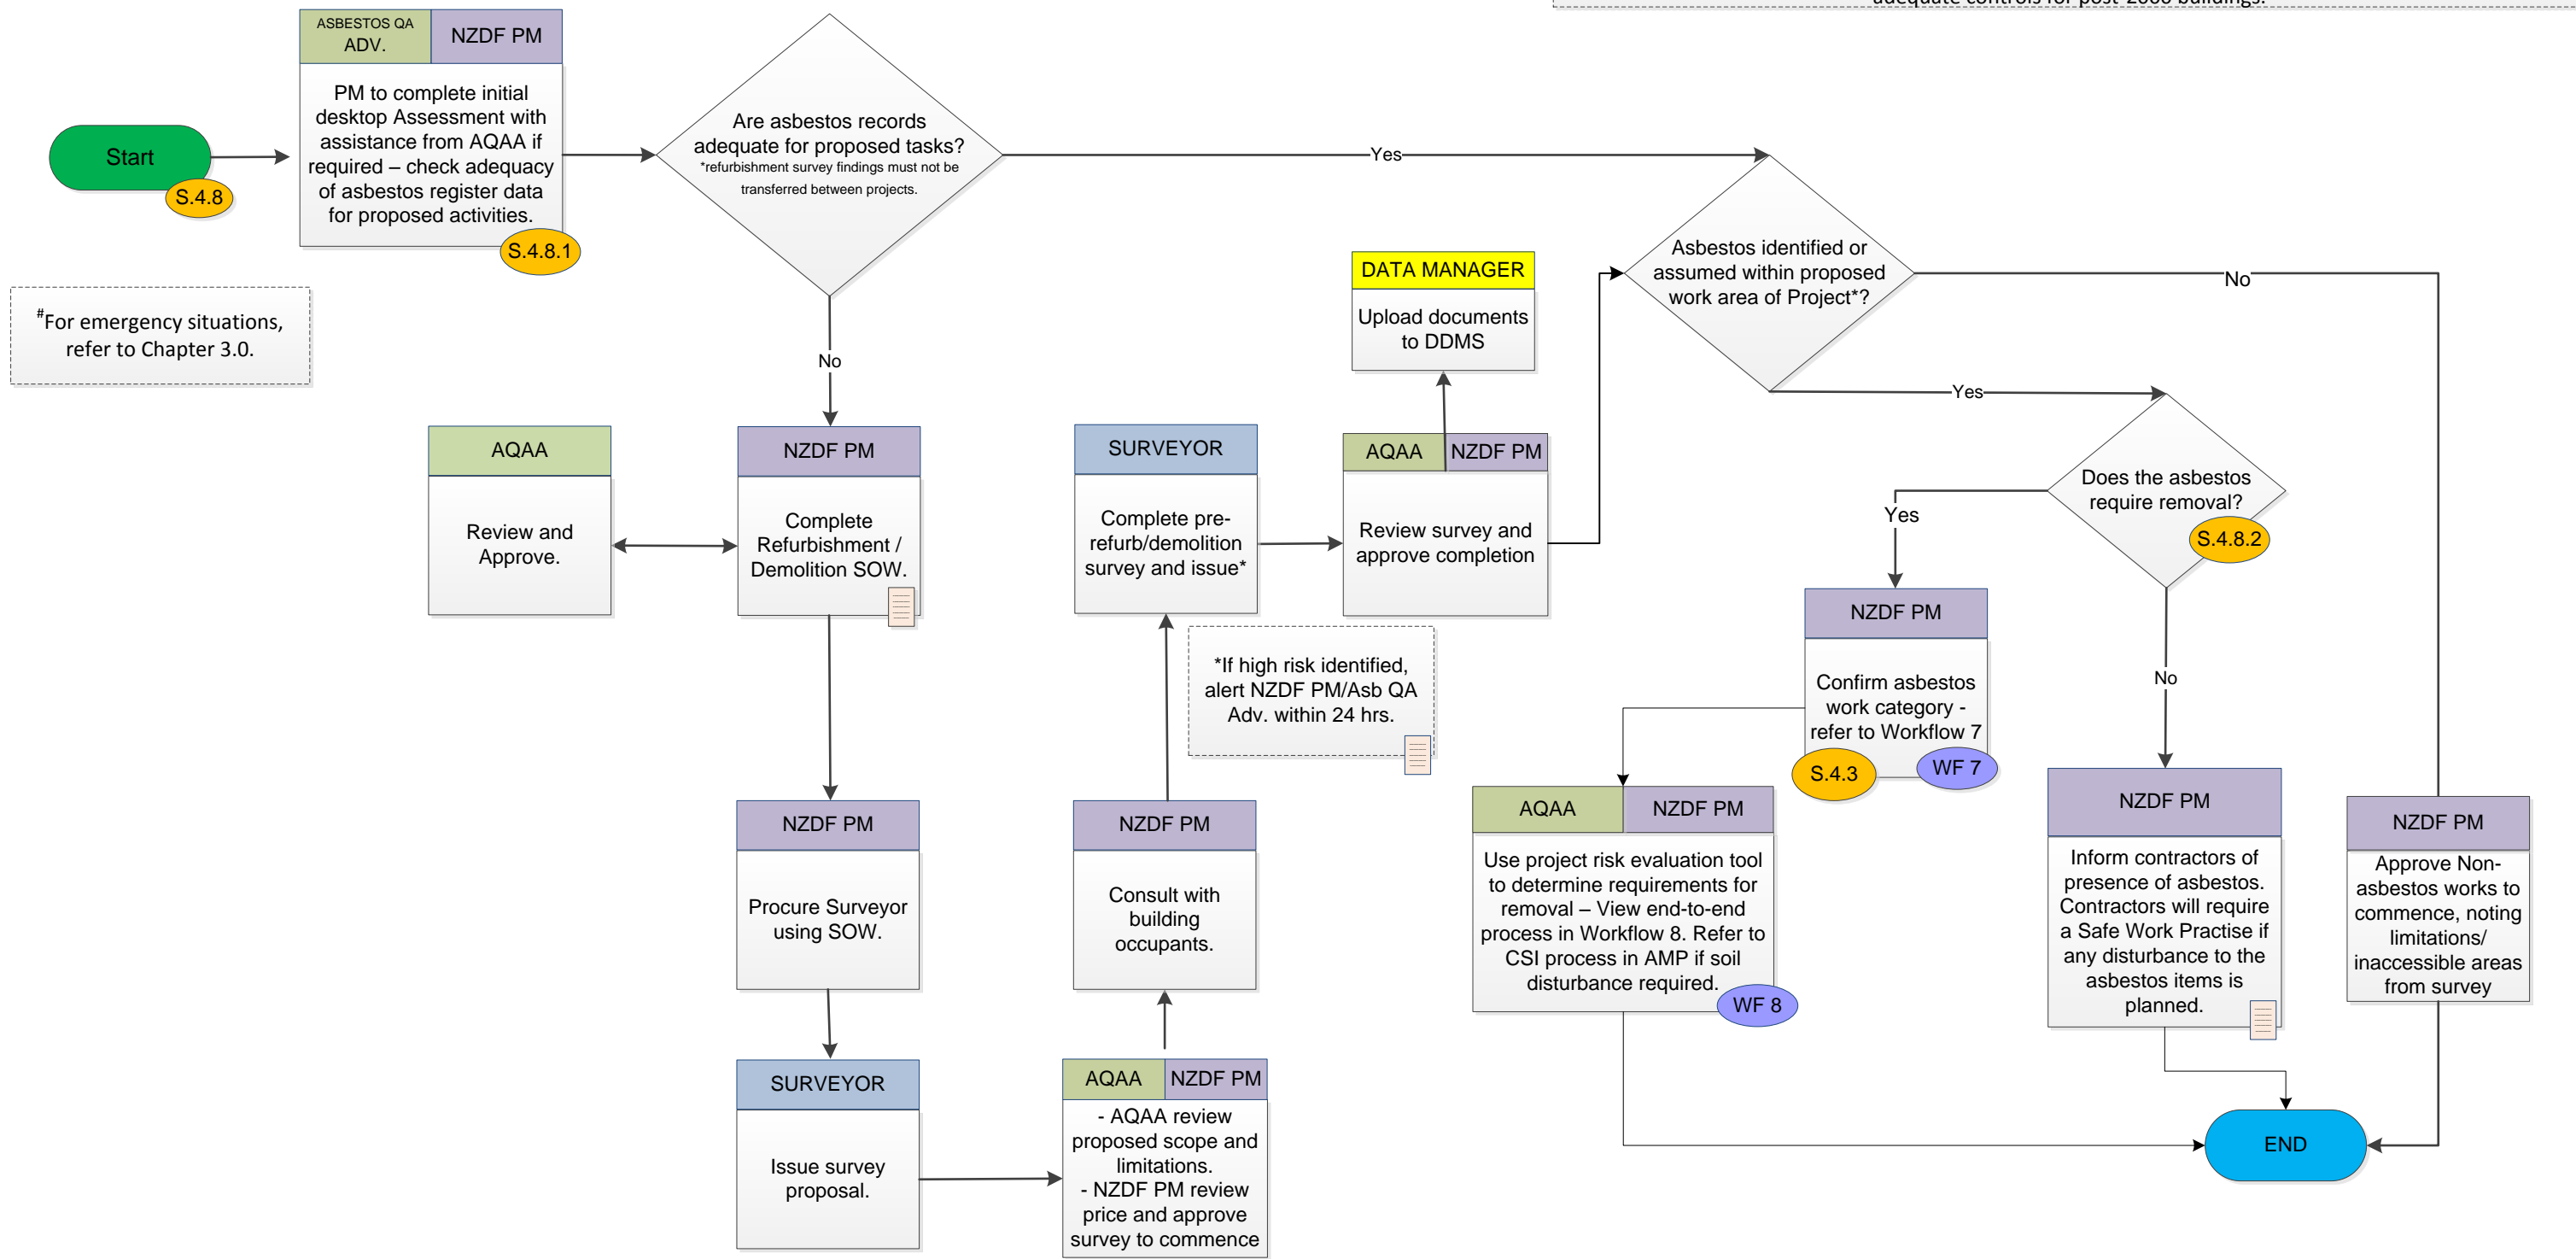 adequate controls for post-2000 buildings.
ASBESTOS QA
ADV.
NZDF PM
PM to complete initial
desktop Assessment with
assistance from AQAA if
required – check adequacy
of asbestos register data
for proposed activities.
S.4.8.1
Start
S.4.8
#For emergency situations,
refer to Chapter 3.0.
Are asbestos records
adequate for proposed tasks?
*refurbishment survey findings must not be
transferred between projects.
Yes
No
AQAA
Review and
Approve.
NZDF PM
Complete
Refurbishment /
Demolition SOW.
NZDF PM
Procure Surveyor
using SOW.
SURVEYOR
Issue survey
proposal.
AQAA
NZDF PM
- AQAA review
proposed scope and
limitations.
- NZDF PM review
price and approve
survey to commence
NZDF PM
Consult with
building
occupants.
SURVEYOR
Complete pre-
refurb/demolition
survey and issue*
*If high risk identified,
alert NZDF PM/Asb QA
Adv. within 24 hrs.
AQAA
NZDF PM
Review survey and
approve completion
DATA MANAGER
Upload documents
to DDMS
Asbestos identified or
assumed within proposed
work area of Project*?
No
Yes
Does the asbestos
require removal?
S.4.8.2
Yes
No
NZDF PM
Confirm asbestos
work category -
refer to Workflow 7
S.4.3
WF 7
AQAA
NZDF PM
Use project risk evaluation tool
to determine requirements for
removal – View end-to-end
process in Workflow 8. Refer to
CSI process in AMP if soil
disturbance required.
WF 8
NZDF PM
Inform contractors of
presence of asbestos.
Contractors will require
a Safe Work Practise if
any disturbance to the
asbestos items is
planned.
NZDF PM
Approve Non-
asbestos works to
commence, noting
limitations/
inaccessible areas
from survey
END